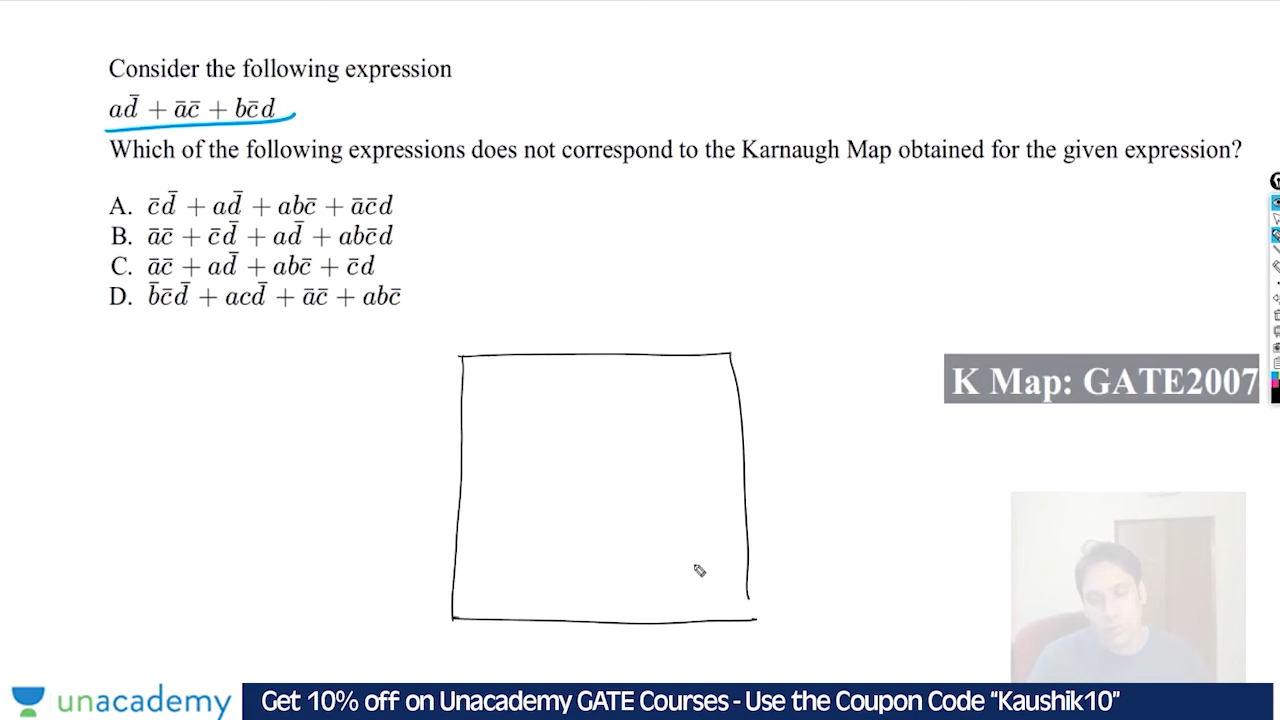 Consider the following expression
ad̄ + āc̄ + bc̄d
Which of the following expressions does not correspond to the Karnaugh Map obtained for the given expression?
A. c̄d̄ + ad̄ + abc̄ + āc̄d
B. āc̄ + c̄d̄ + ad̄ + abc̄d
C. āc̄ + ad̄ + abc̄ + c̄d
D. b̄c̄d̄ + acd̄ + āc̄ + abc̄
K Map: GATE2007
unacademy
Get 10% off on Unacademy GATE Courses - Use the Coupon Code "Kaushik10"